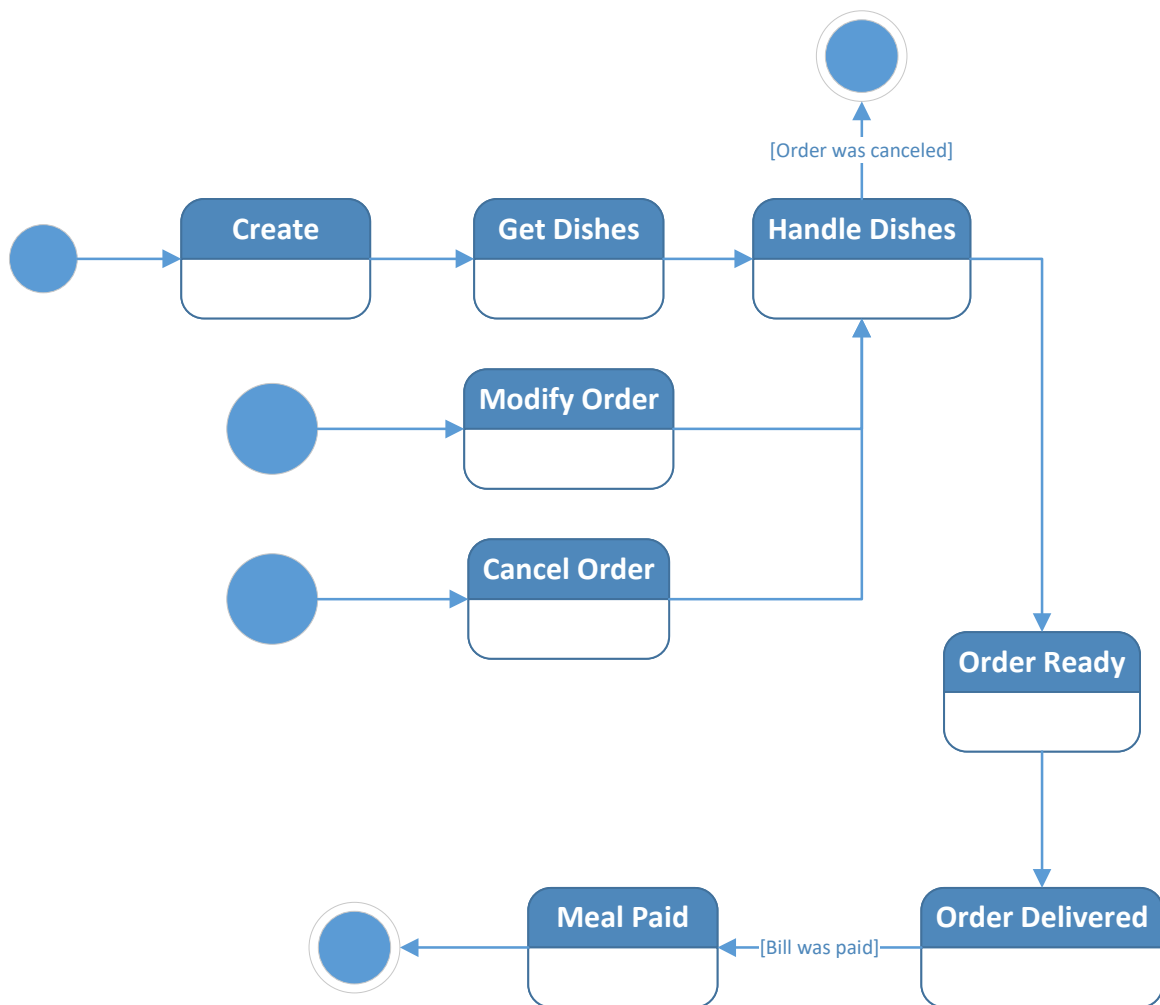 [Order was canceled]
Create
Get Dishes
Handle Dishes
Modify Order
Cancel Order
Order Ready
Meal Paid
[Bill was paid]
Order Delivered